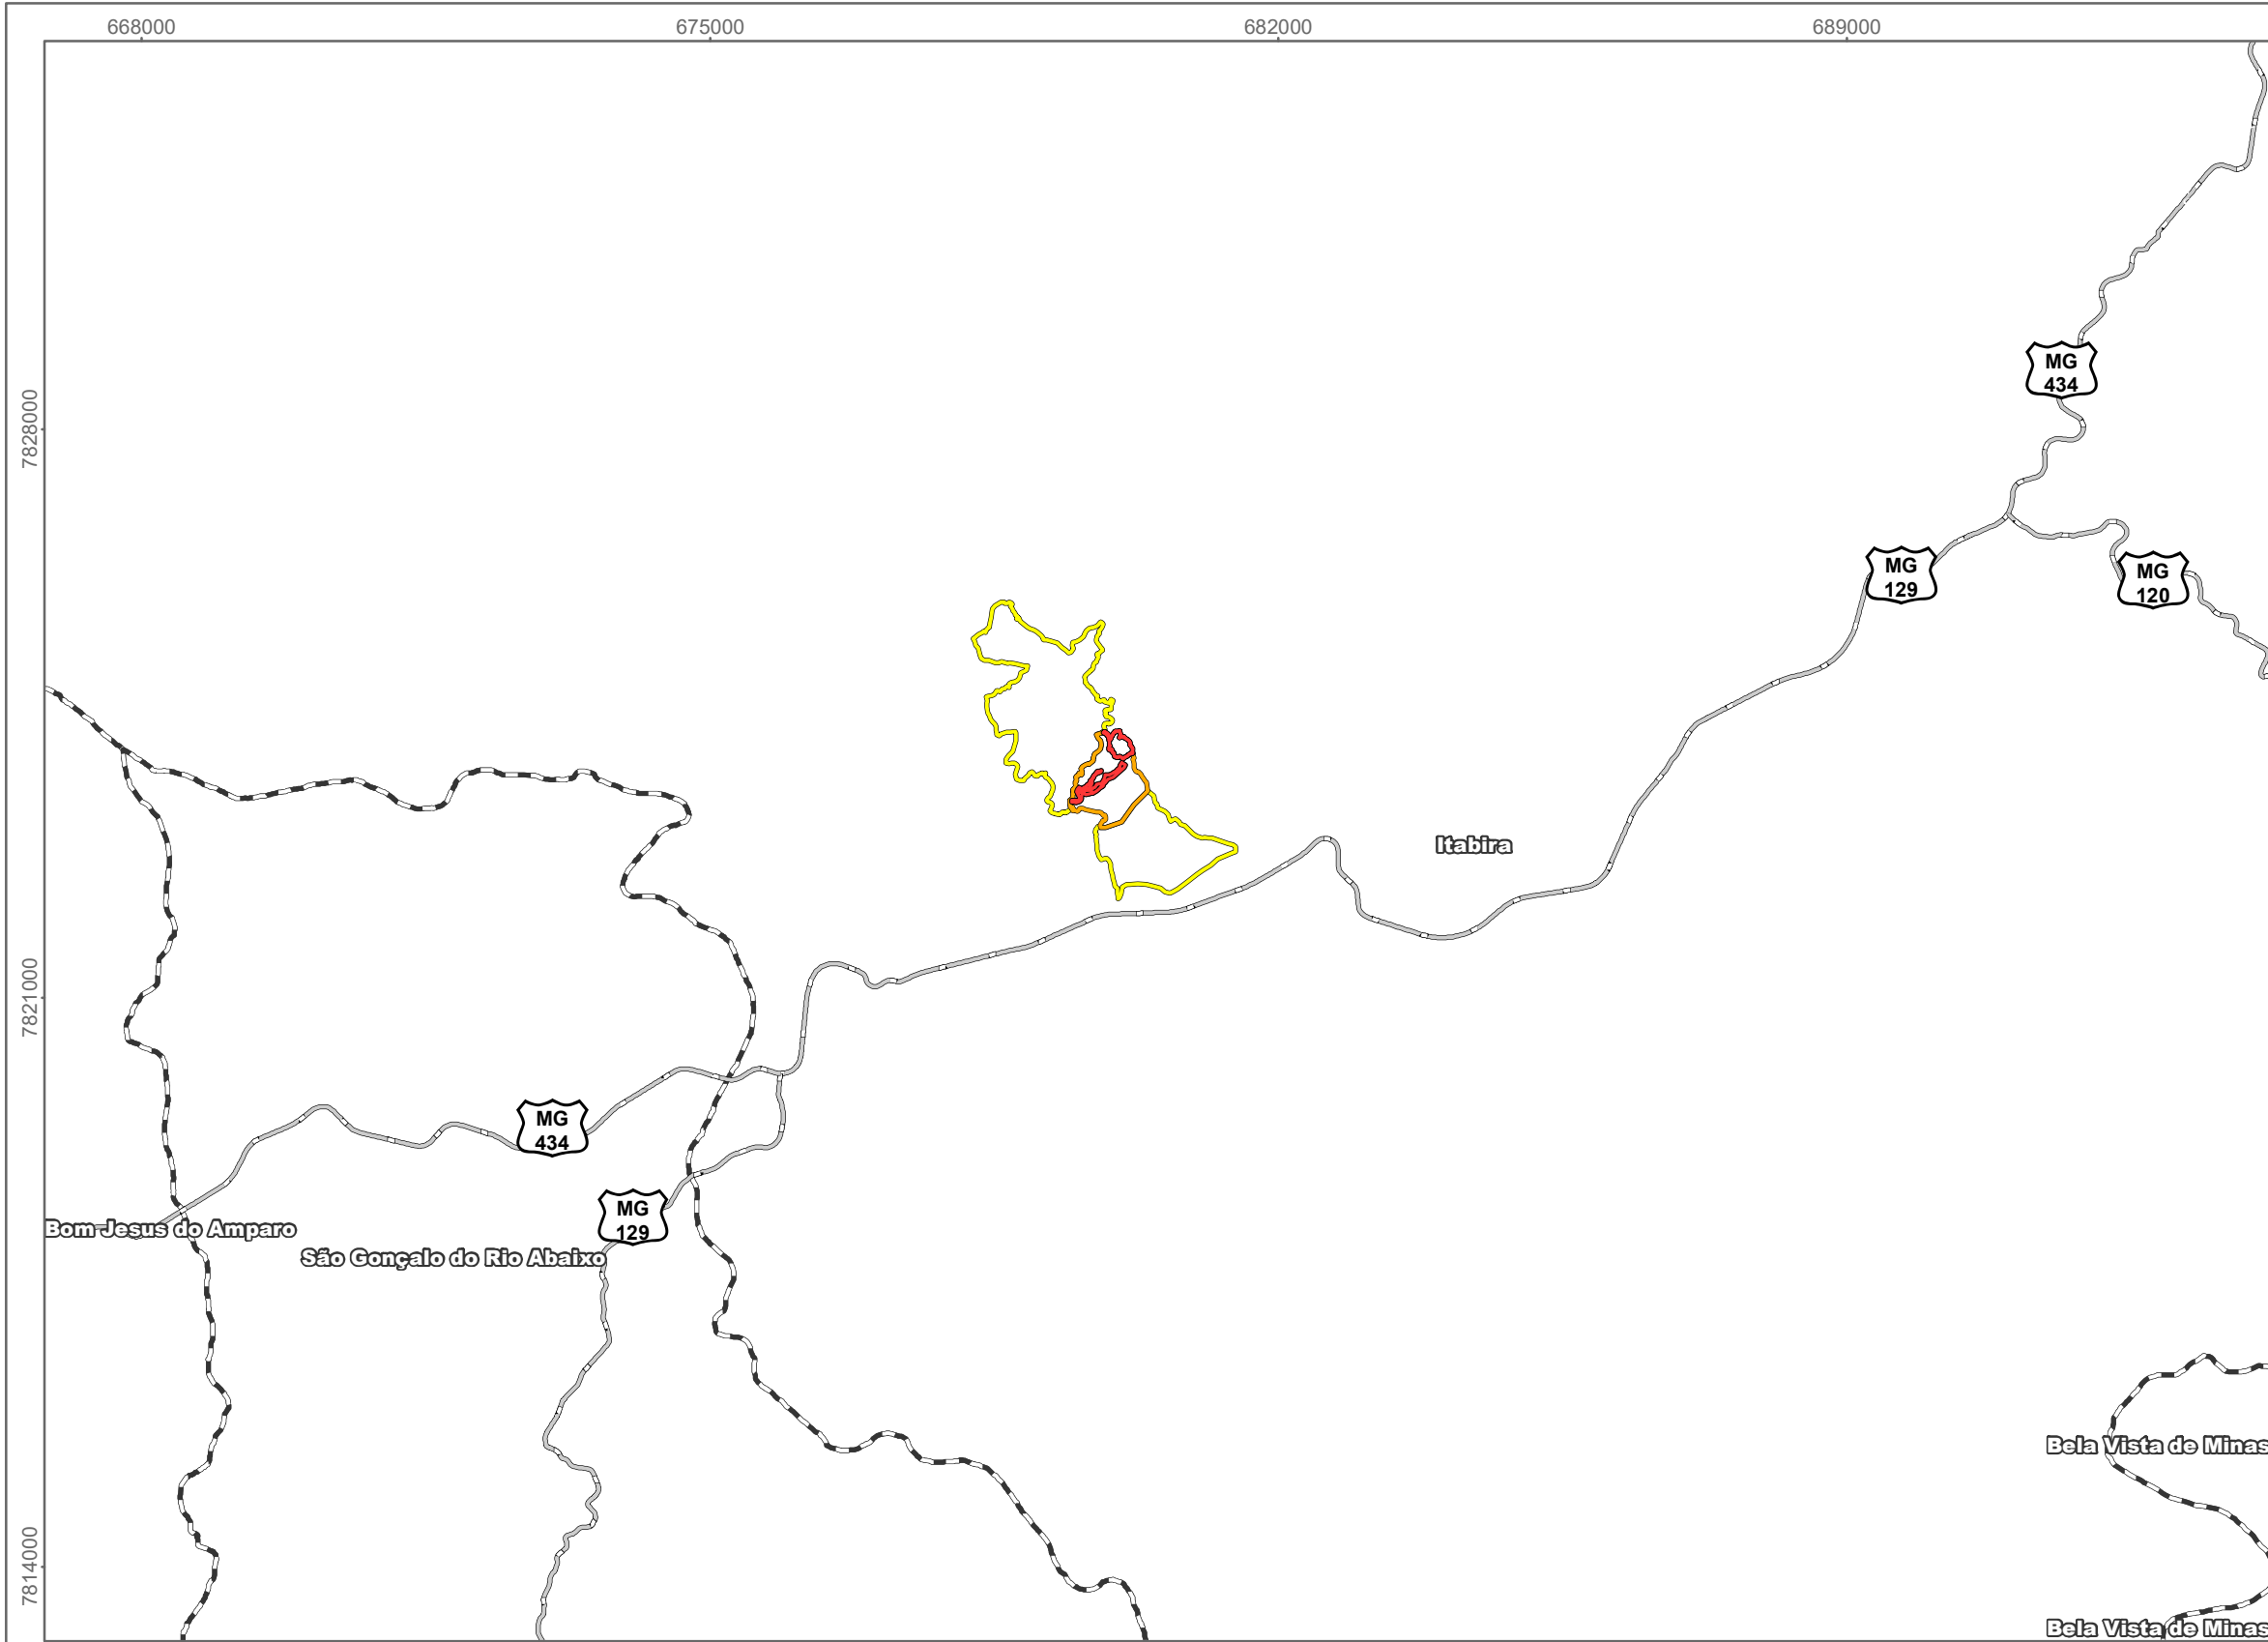 668000 675000 682000 689000
7828000
7821000
7814000
MG
434
MG
129
MG
120
Itabira
MG
434
MG
129
Bom Jesus do Amparo
São Gonçalo do Rio Abaixo
Bela Vista de Minas
Bela Vista de Minas